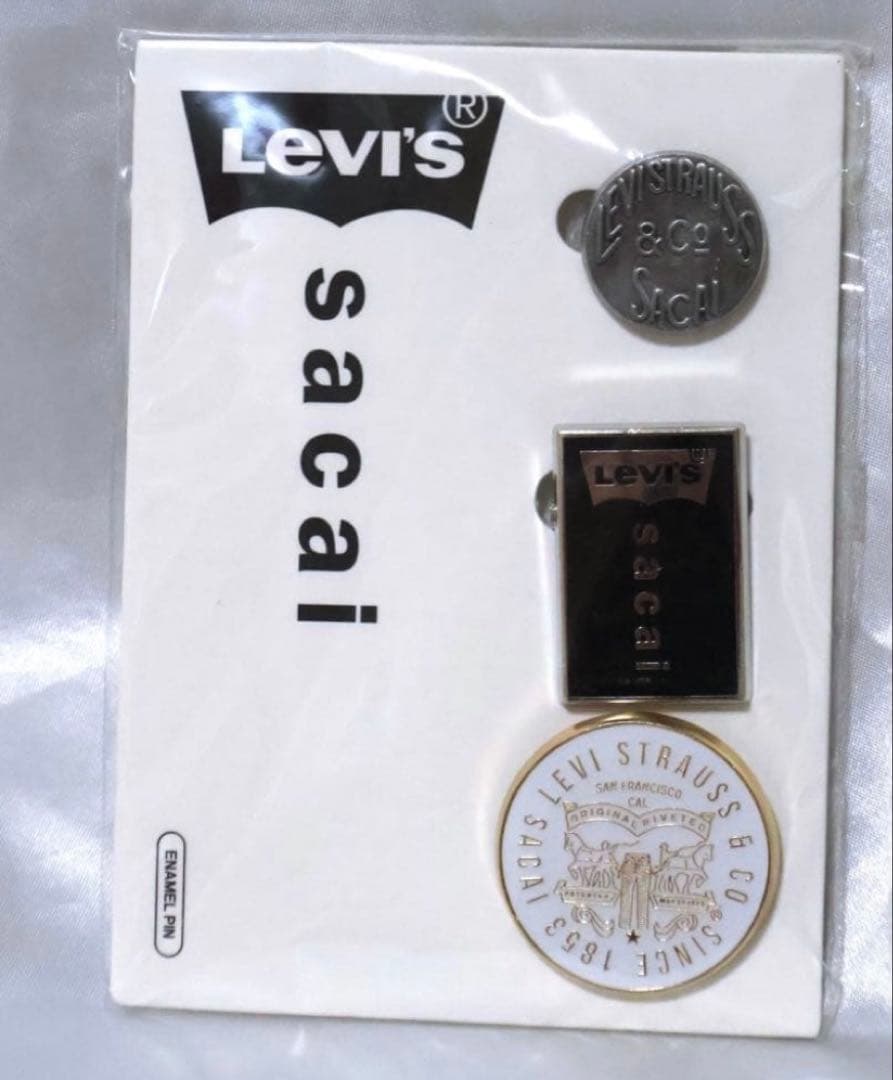 LEVI'S®
sacai
ENAMEL PIN
LEVI STRAUSS
& Co
SACAI
LEVI'S
sacai
LEVI STRAUSS & CO SINCE 1853 SACAI
SAN FRANCISCO
CAL
ORIGINAL RIVETED